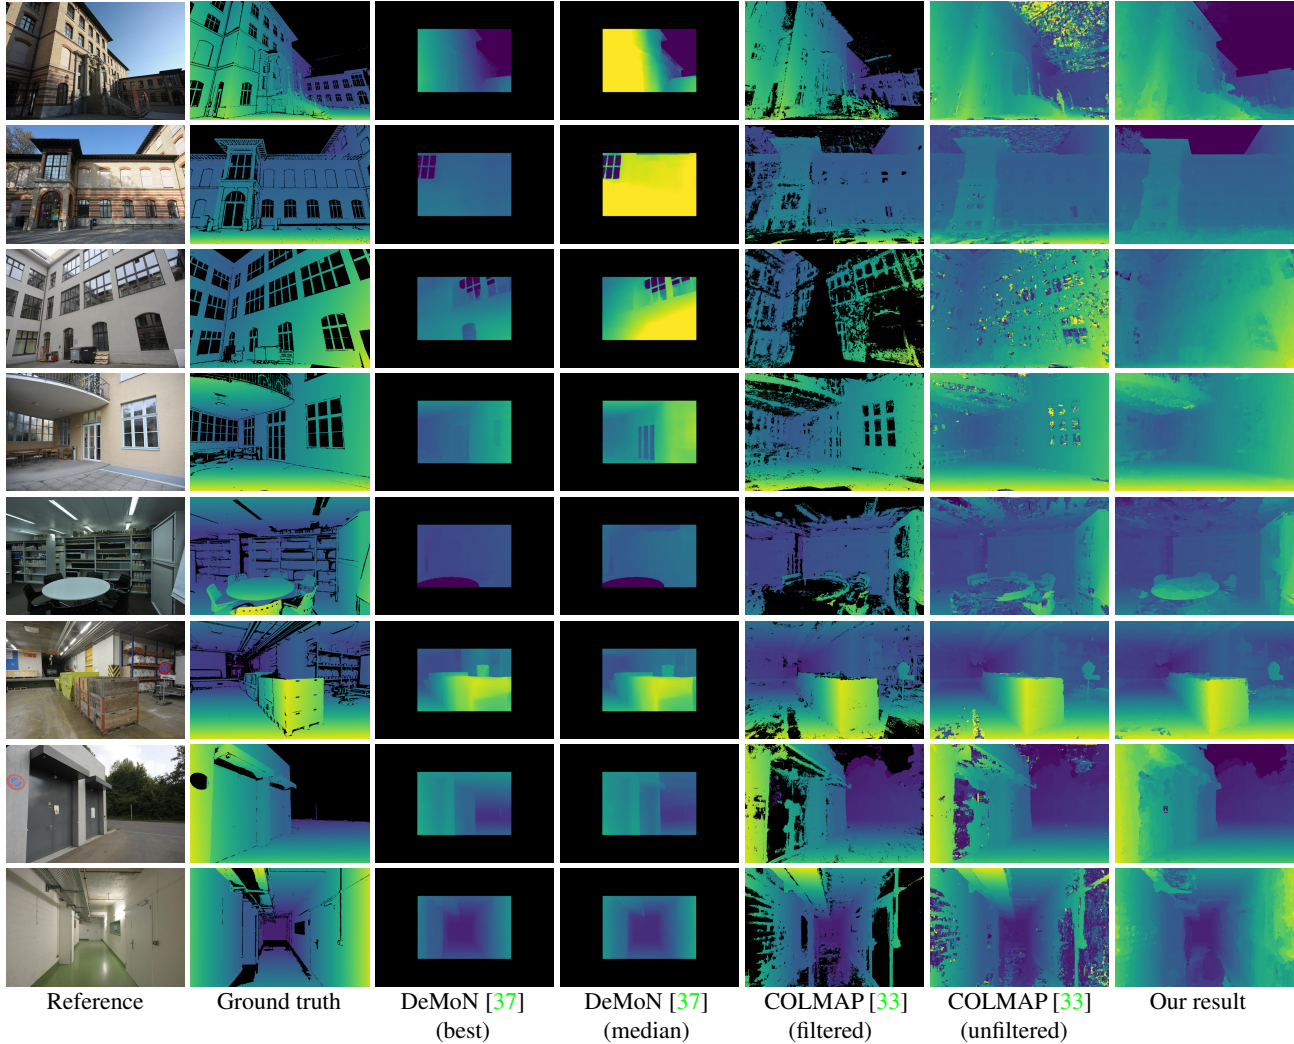 Reference Ground truth DeMoN [37] DeMoN [37] COLMAP [33] COLMAP [33] Our result
(best) (median) (filtered) (unfiltered)